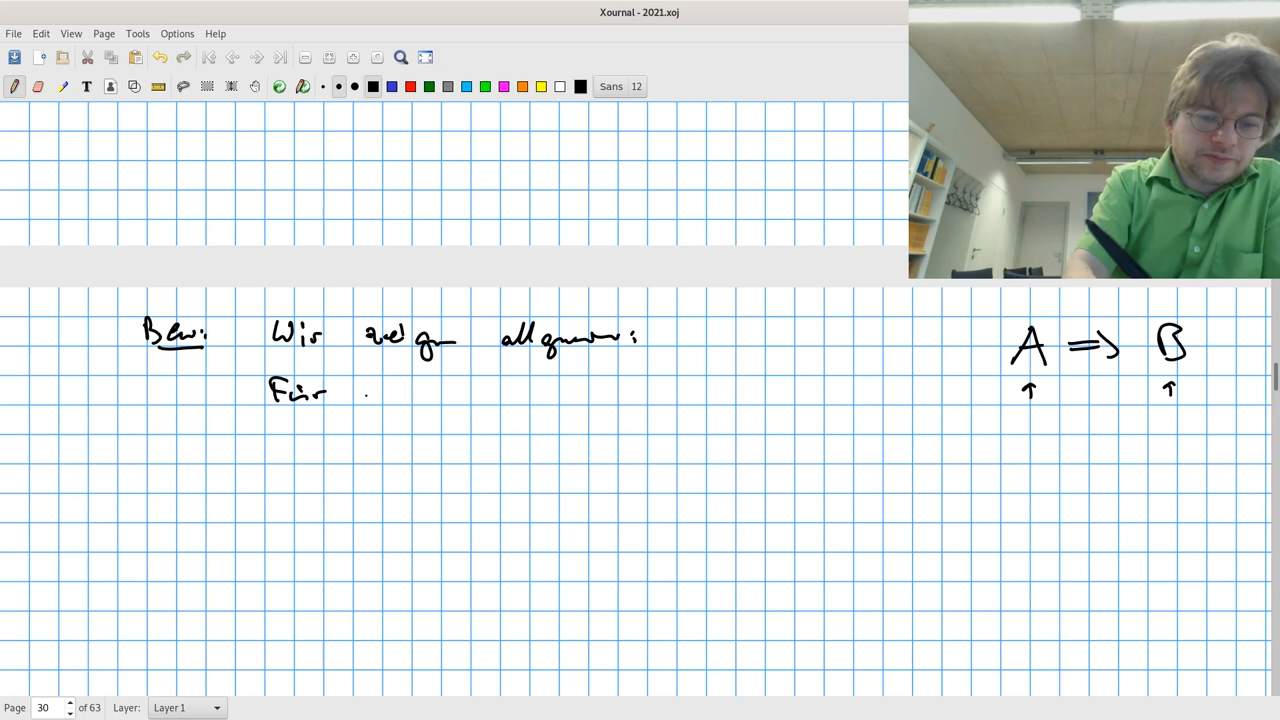 Xournal - 2021.xoj
File Edit View Page Tools Options Help
Sans 12
Bew: Wir zeigen allgemein: A ⇒ B
Für ↑ ↑
Page 30 of 63 Layer: Layer 1